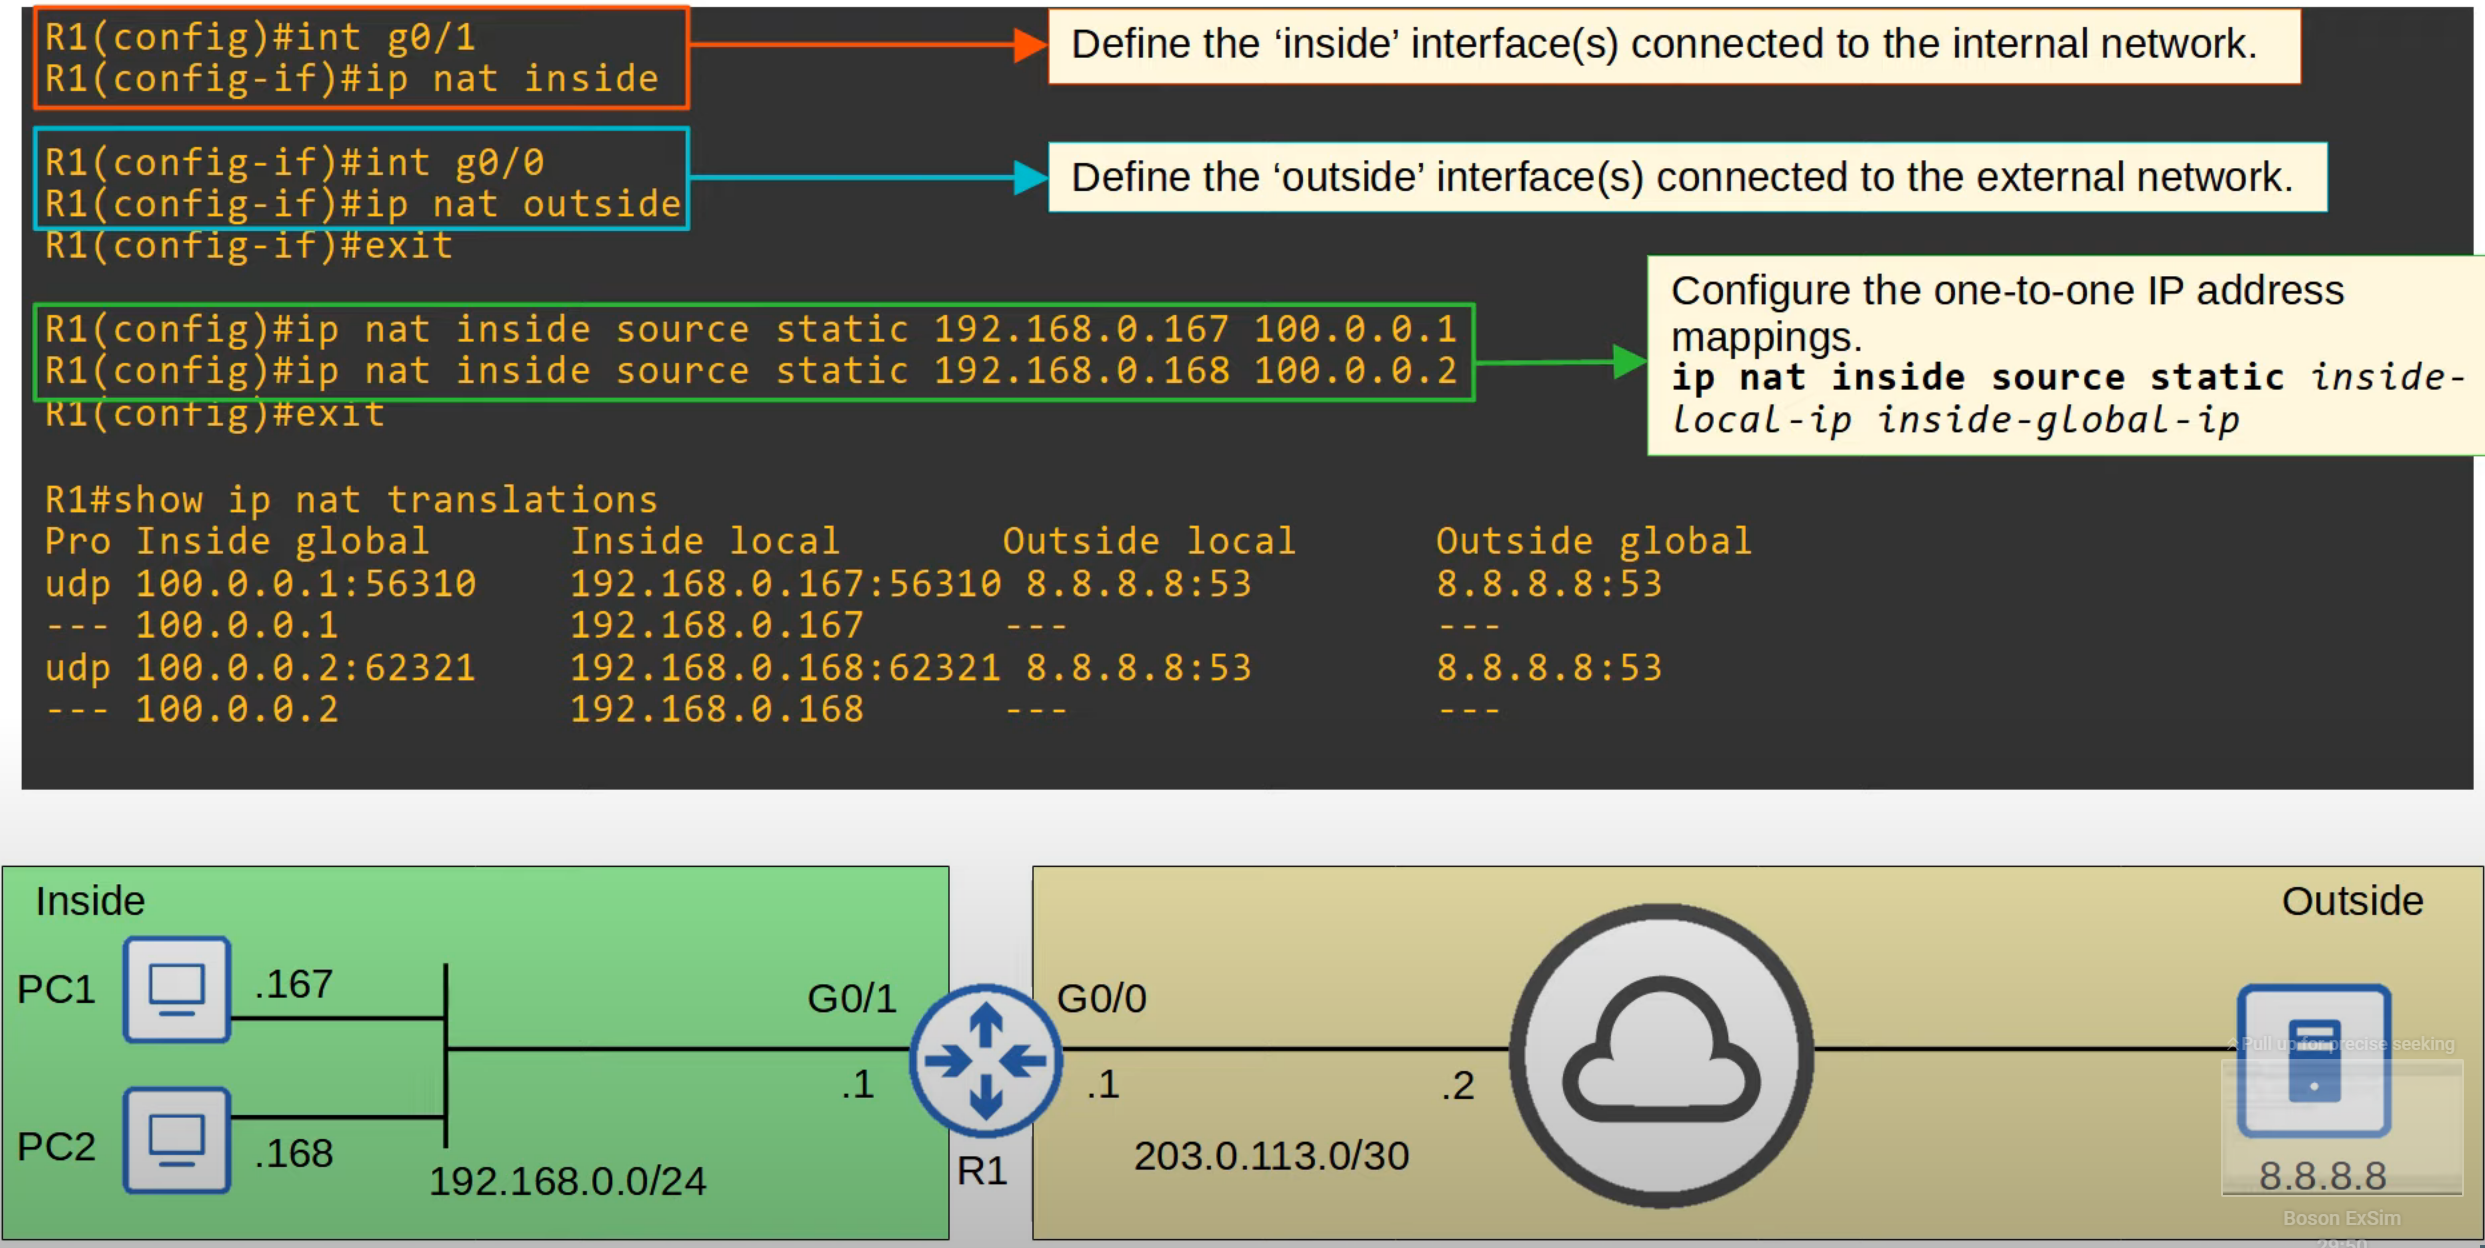 R1(config)#int g0/1
R1(config-if)#ip nat inside
Define the ‘inside’ interface(s) connected to the internal network.
R1(config-if)#int g0/0
R1(config-if)#ip nat outside
Define the ‘outside’ interface(s) connected to the external network.
R1(config-if)#exit
R1(config)#ip nat inside source static 192.168.0.167 100.0.0.1
R1(config)#ip nat inside source static 192.168.0.168 100.0.0.2
R1(config)#exit
Configure the one-to-one IP address
mappings.
ip nat inside source static inside-
local-ip inside-global-ip
R1#show ip nat translations
Pro Inside global Inside local Outside local Outside global
udp 100.0.0.1:56310 192.168.0.167:56310 8.8.8.8:53 8.8.8.8:53
--- 100.0.0.1 192.168.0.167 --- ---
udp 100.0.0.2:62321 192.168.0.168:62321 8.8.8.8:53 8.8.8.8:53
--- 100.0.0.2 192.168.0.168 --- ---
Inside
Outside
PC1
.167
G0/1
G0/0
Pull up for precise seeking
.1
.1
.2
PC2
.168
192.168.0.0/24
R1
203.0.113.0/30
8.8.8.8
Boson ExSim
29:50